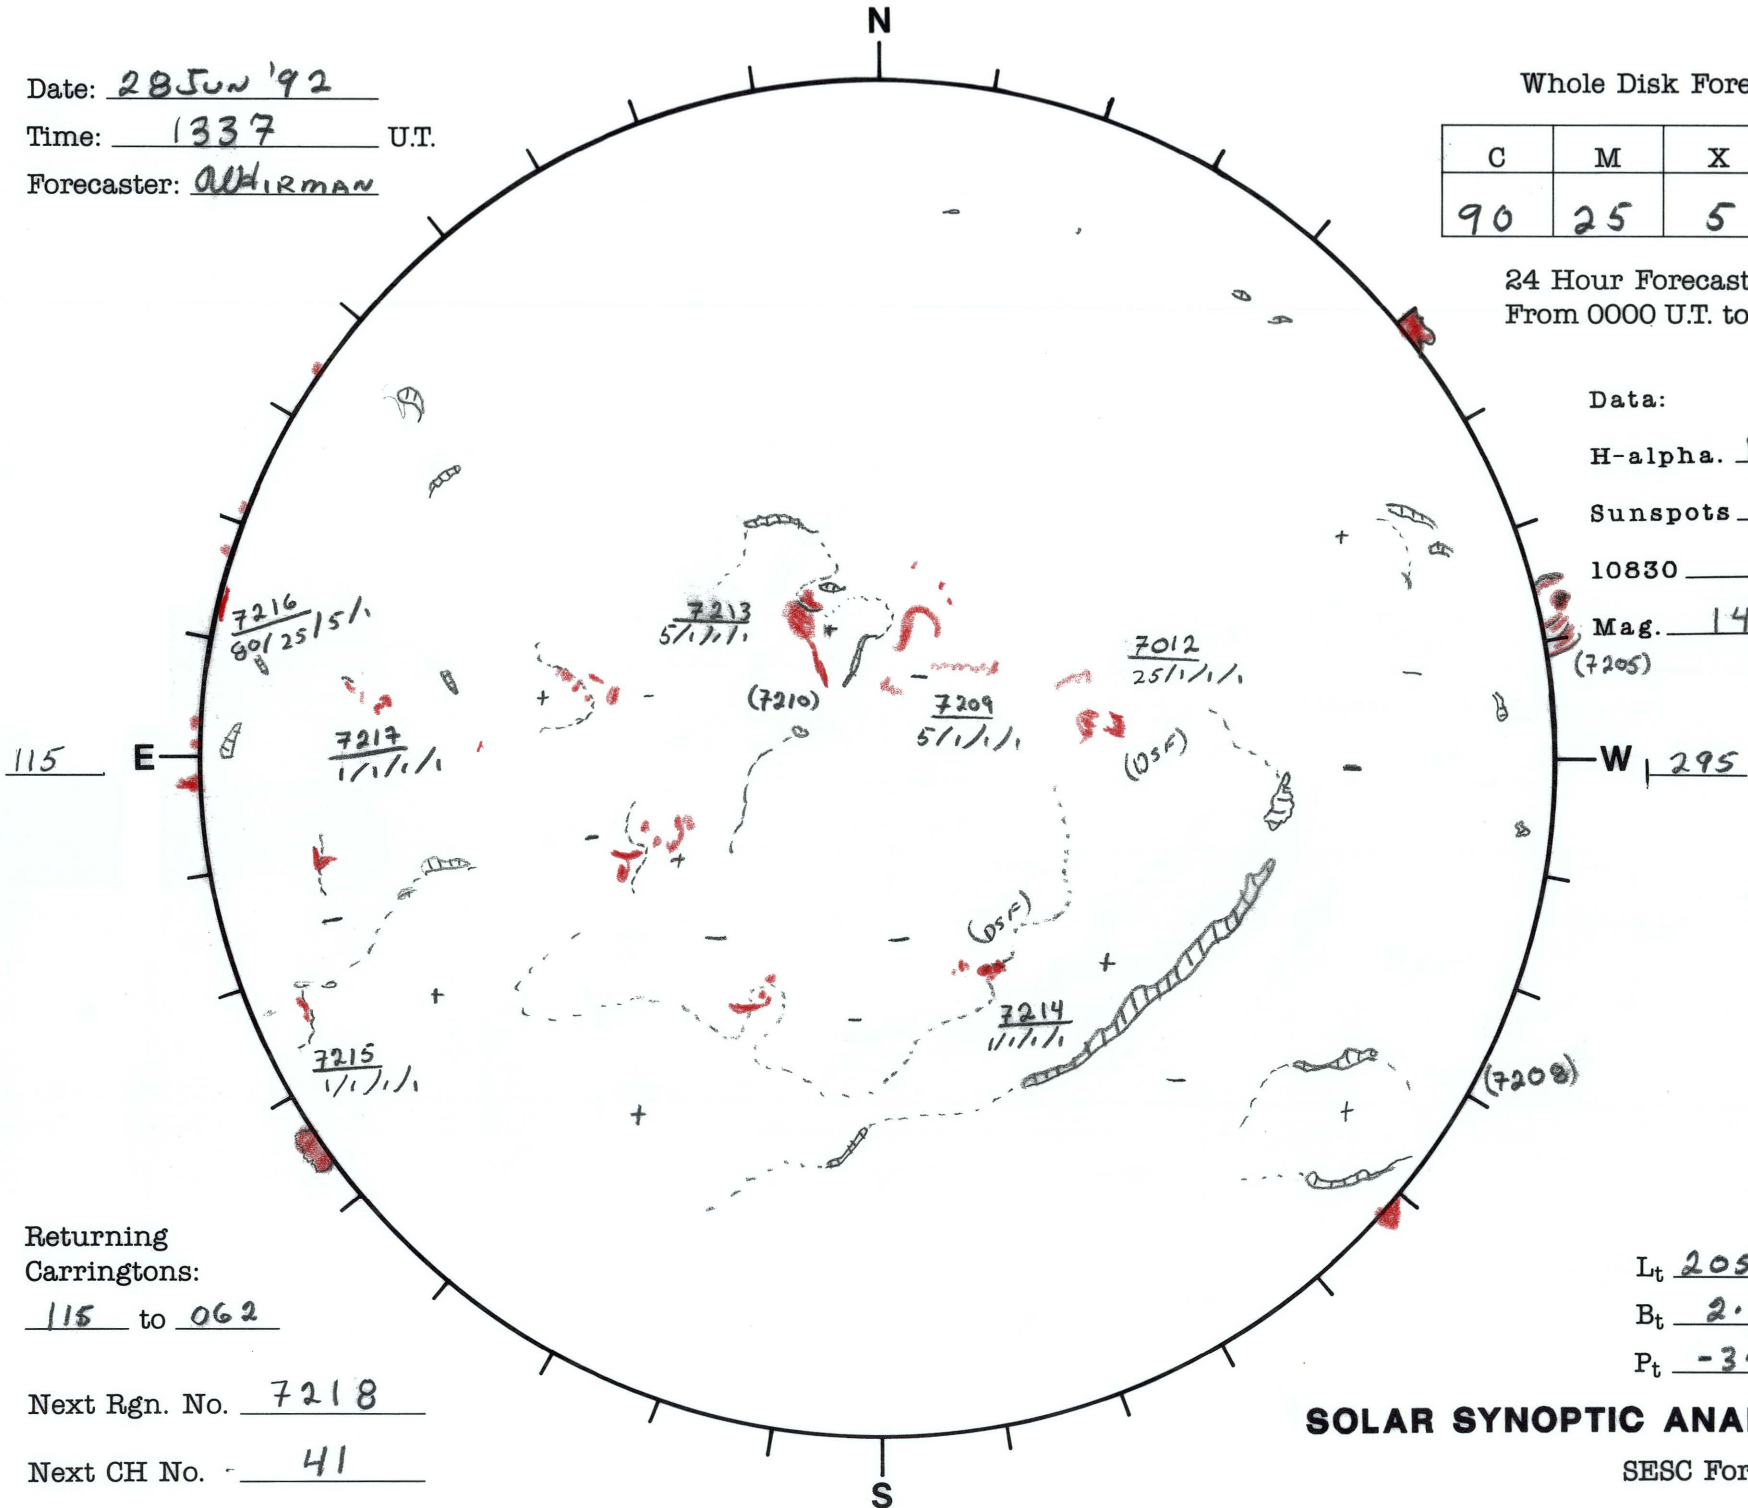 N
Date: 28 JUN '92
Time: 1337 U.T.
Forecaster:
Whole Disk Fore
C M X
90 25 5
24 Hour Forecast
From 0000 U.T. to
Data:
H-alpha.
Sunspots
10830
Mag. 14
(7205)
7216
80/25/5/1
7213
5/1/1/1
7012
25/1/1/1
(7210)
7209
5/1/1/1
7217
1/1/1/1
(DSF)
115 E
W 295
(DSF)
7214
1/1/1/1
7215
1/1/1/1
(7208)
Returning
Carringtons:
115 to 062
Next Rgn. No. 7218
Next CH No. 41
Lt 205
Bt 2.
Pt -3
SOLAR SYNOPTIC ANA
SESC For
S